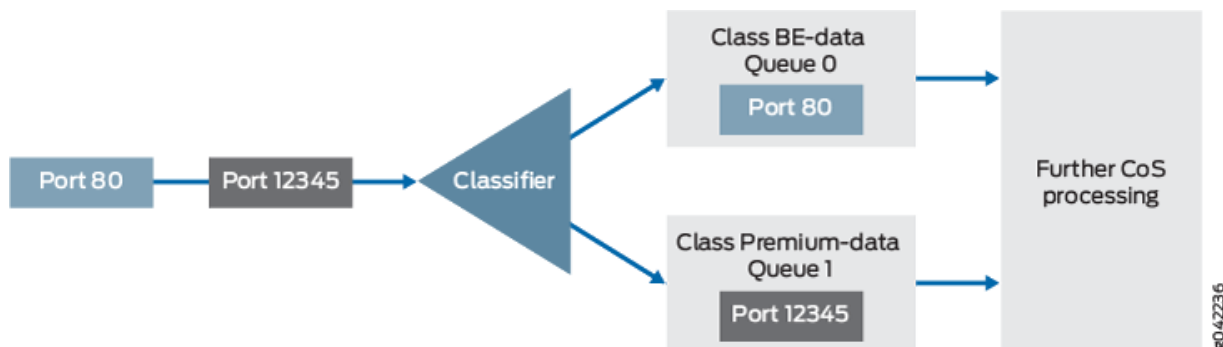 Port 80
Port 12345
Classifier
Class BE-data
Queue 0
Port 80
Class Premium-data
Queue 1
Port 12345
Further CoS
processing
g042236